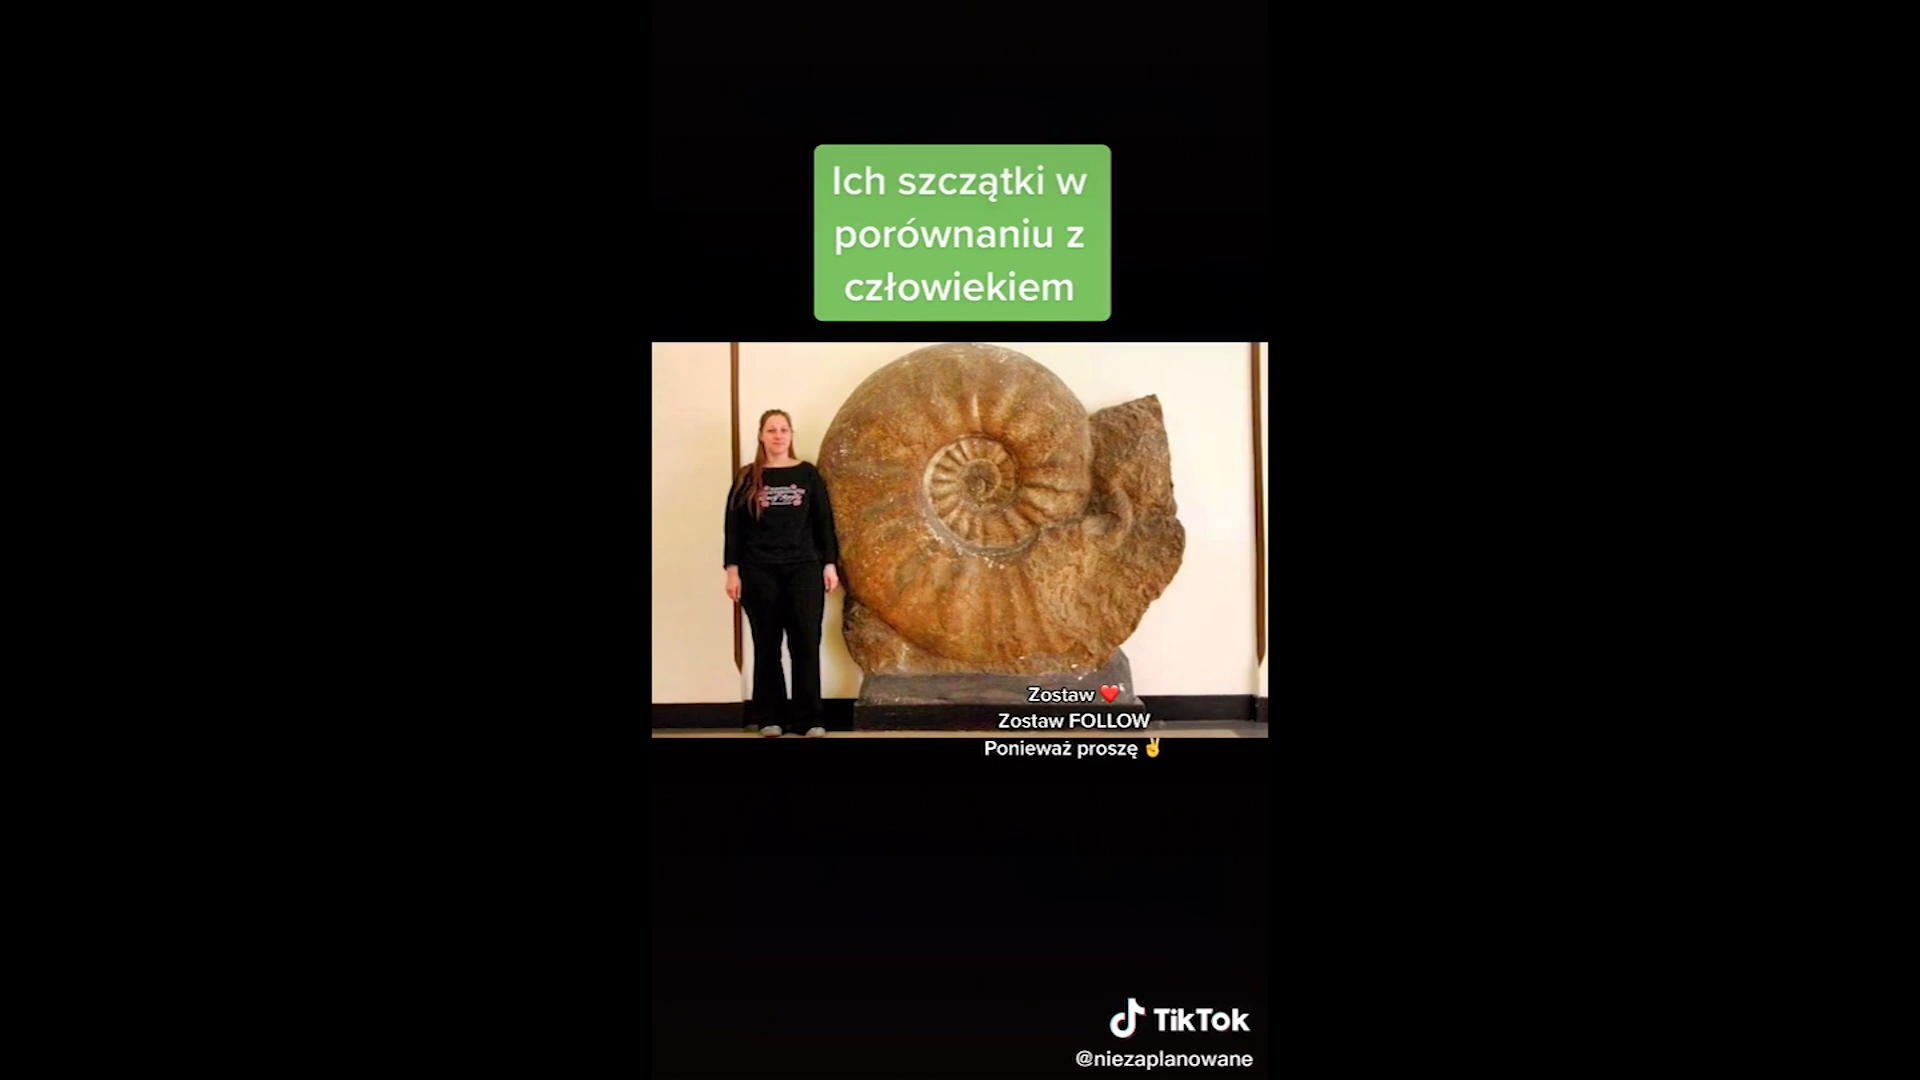 Ich szczątki w
porównaniu z
człowiekiem
Zostaw ❤️
Zostaw FOLLOW
Ponieważ proszę ✌️
TikTok
@niezaplanowane